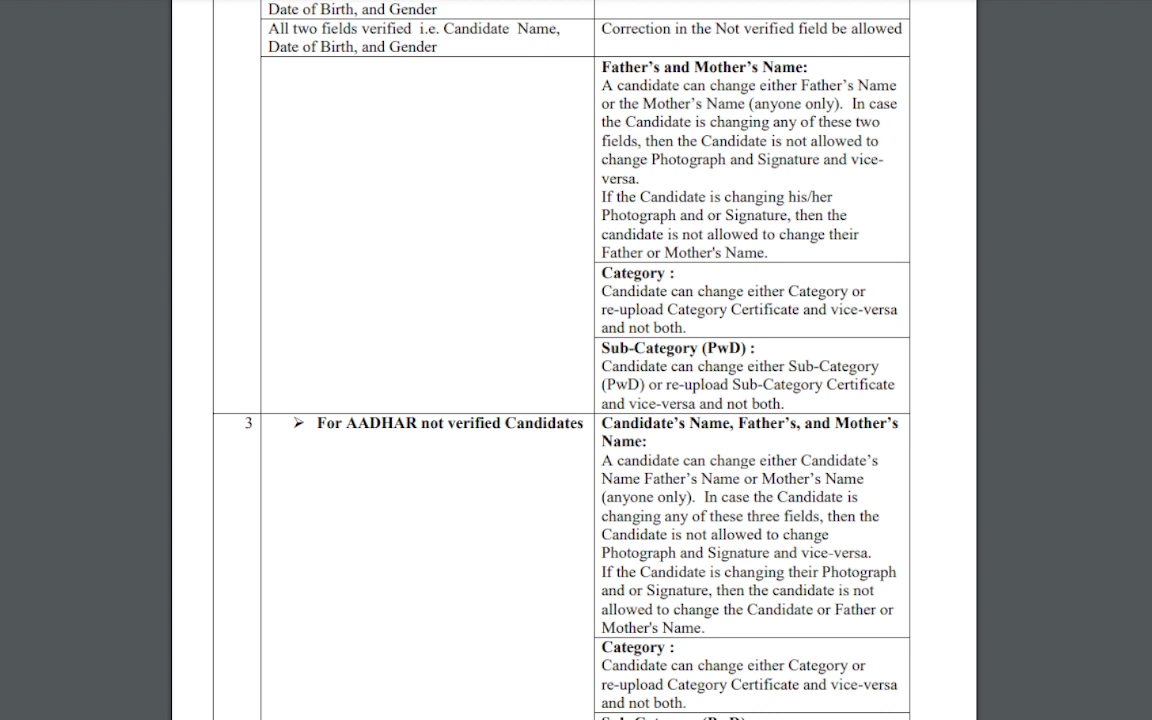 Date of Birth, and Gender
All two fields verified i.e. Candidate Name,
Date of Birth, and Gender
Correction in the Not verified field be allowed
Father’s and Mother’s Name:
A candidate can change either Father’s Name
or the Mother’s Name (anyone only). In case
the Candidate is changing any of these two
fields, then the Candidate is not allowed to
change Photograph and Signature and vice-
versa.
If the Candidate is changing his/her
Photograph and or Signature, then the
candidate is not allowed to change their
Father or Mother's Name.
Category :
Candidate can change either Category or
re-upload Category Certificate and vice-versa
and not both.
Sub-Category (PwD) :
Candidate can change either Sub-Category
(PwD) or re-upload Sub-Category Certificate
and vice-versa and not both.
3
➢ For AADHAR not verified Candidates
Candidate’s Name, Father’s, and Mother’s
Name:
A candidate can change either Candidate’s
Name Father’s Name or Mother’s Name
(anyone only). In case the Candidate is
changing any of these three fields, then the
Candidate is not allowed to change
Photograph and Signature and vice-versa.
If the Candidate is changing their Photograph
and or Signature, then the candidate is not
allowed to change the Candidate or Father or
Mother's Name.
Category :
Candidate can change either Category or
re-upload Category Certificate and vice-versa
and not both.